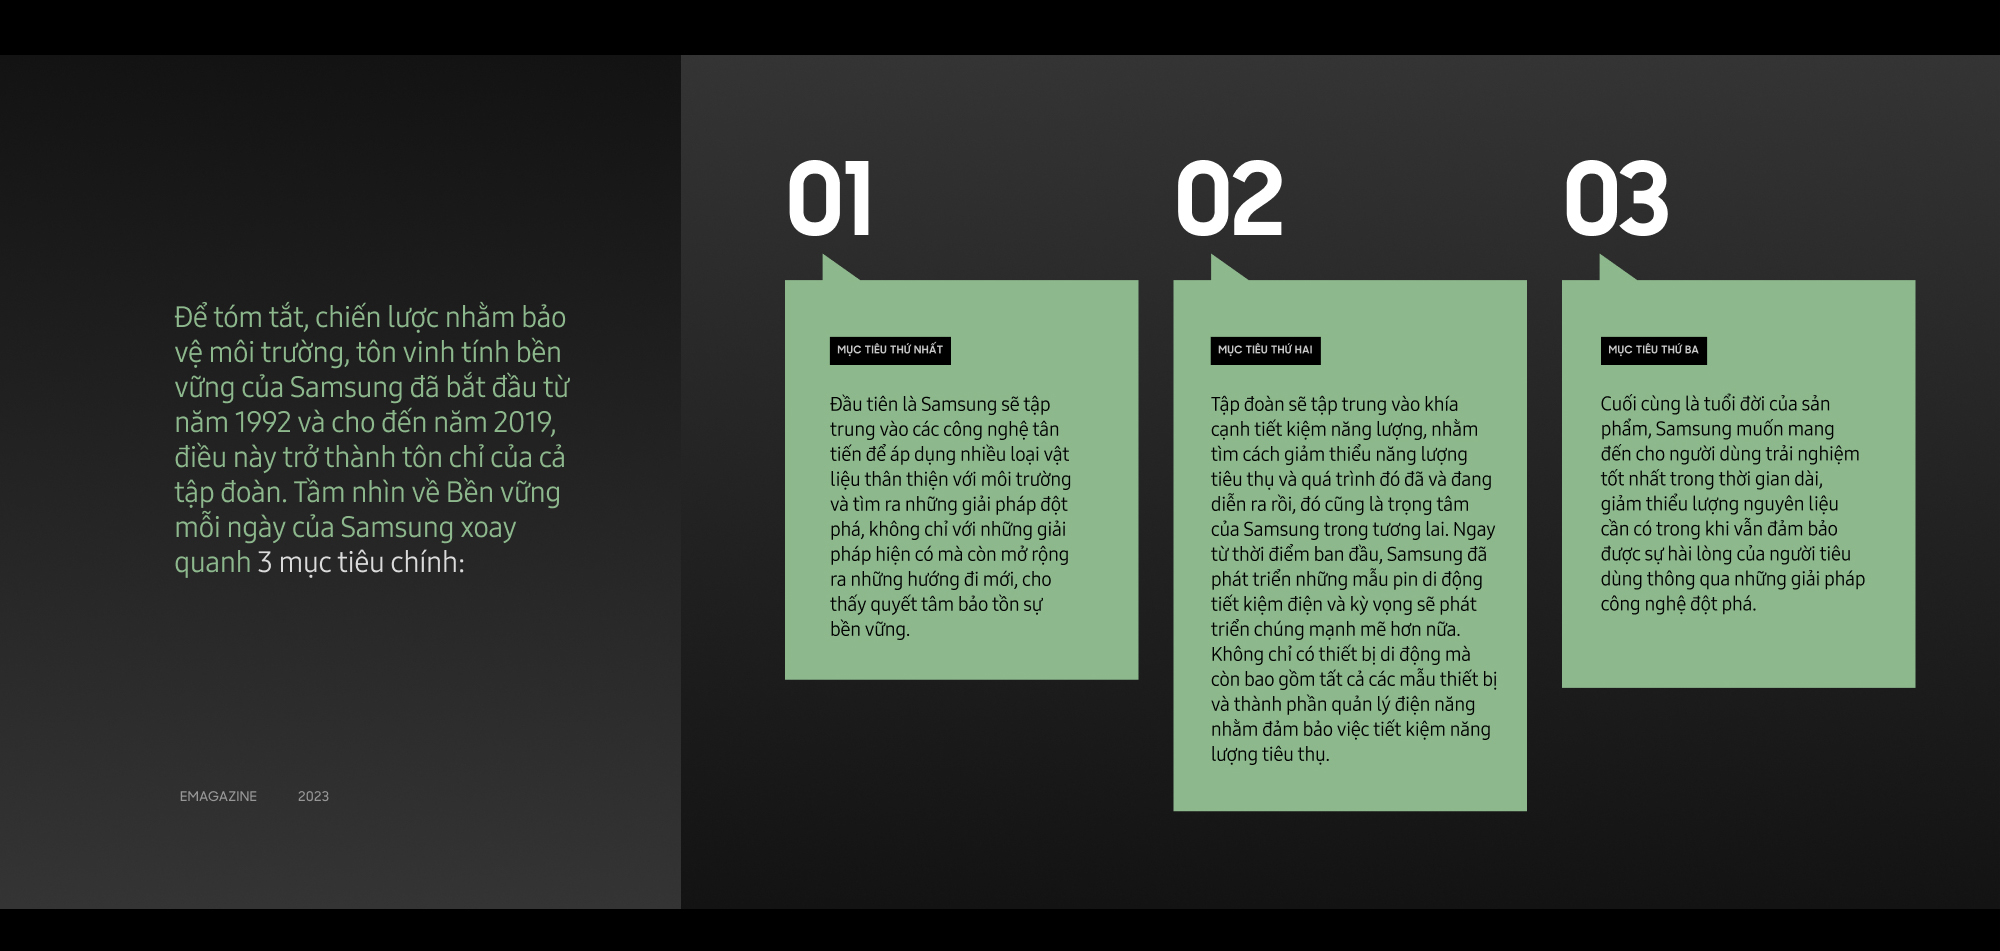 Để tóm tắt, chiến lược nhằm bảo
vệ môi trường, tôn vinh tính bền
vững của Samsung đã bắt đầu từ
năm 1992 và cho đến năm 2019,
điều này trở thành tôn chỉ của cả
tập đoàn. Tầm nhìn về Bền vững
mỗi ngày của Samsung xoay
quanh 3 mục tiêu chính:
EMAGAZINE 2023
01
MỤC TIÊU THỨ NHẤT
Đầu tiên là Samsung sẽ tập
trung vào các công nghệ tân
tiến để áp dụng nhiều loại vật
liệu thân thiện với môi trường
và tìm ra những giải pháp đột
phá, không chỉ với những giải
pháp hiện có mà còn mở rộng
ra những hướng đi mới, cho
thấy quyết tâm bảo tồn sự
bền vững.
02
MỤC TIÊU THỨ HAI
Tập đoàn sẽ tập trung vào khía
cạnh tiết kiệm năng lượng, nhằm
tìm cách giảm thiểu năng lượng
tiêu thụ và quá trình đó đã và đang
diễn ra rồi, đó cũng là trọng tâm
của Samsung trong tương lai. Ngay
từ thời điểm ban đầu, Samsung đã
phát triển những mẫu pin di động
tiết kiệm điện và kỳ vọng sẽ phát
triển chúng mạnh mẽ hơn nữa.
Không chỉ có thiết bị di động mà
còn bao gồm tất cả các mẫu thiết bị
và thành phần quản lý điện năng
nhằm đảm bảo việc tiết kiệm năng
lượng tiêu thụ.
03
MỤC TIÊU THỨ BA
Cuối cùng là tuổi đời của sản
phẩm, Samsung muốn mang
đến cho người dùng trải nghiệm
tốt nhất trong thời gian dài,
giảm thiểu lượng nguyên liệu
cần có trong khi vẫn đảm bảo
được sự hài lòng của người tiêu
dùng thông qua những giải pháp
công nghệ đột phá.